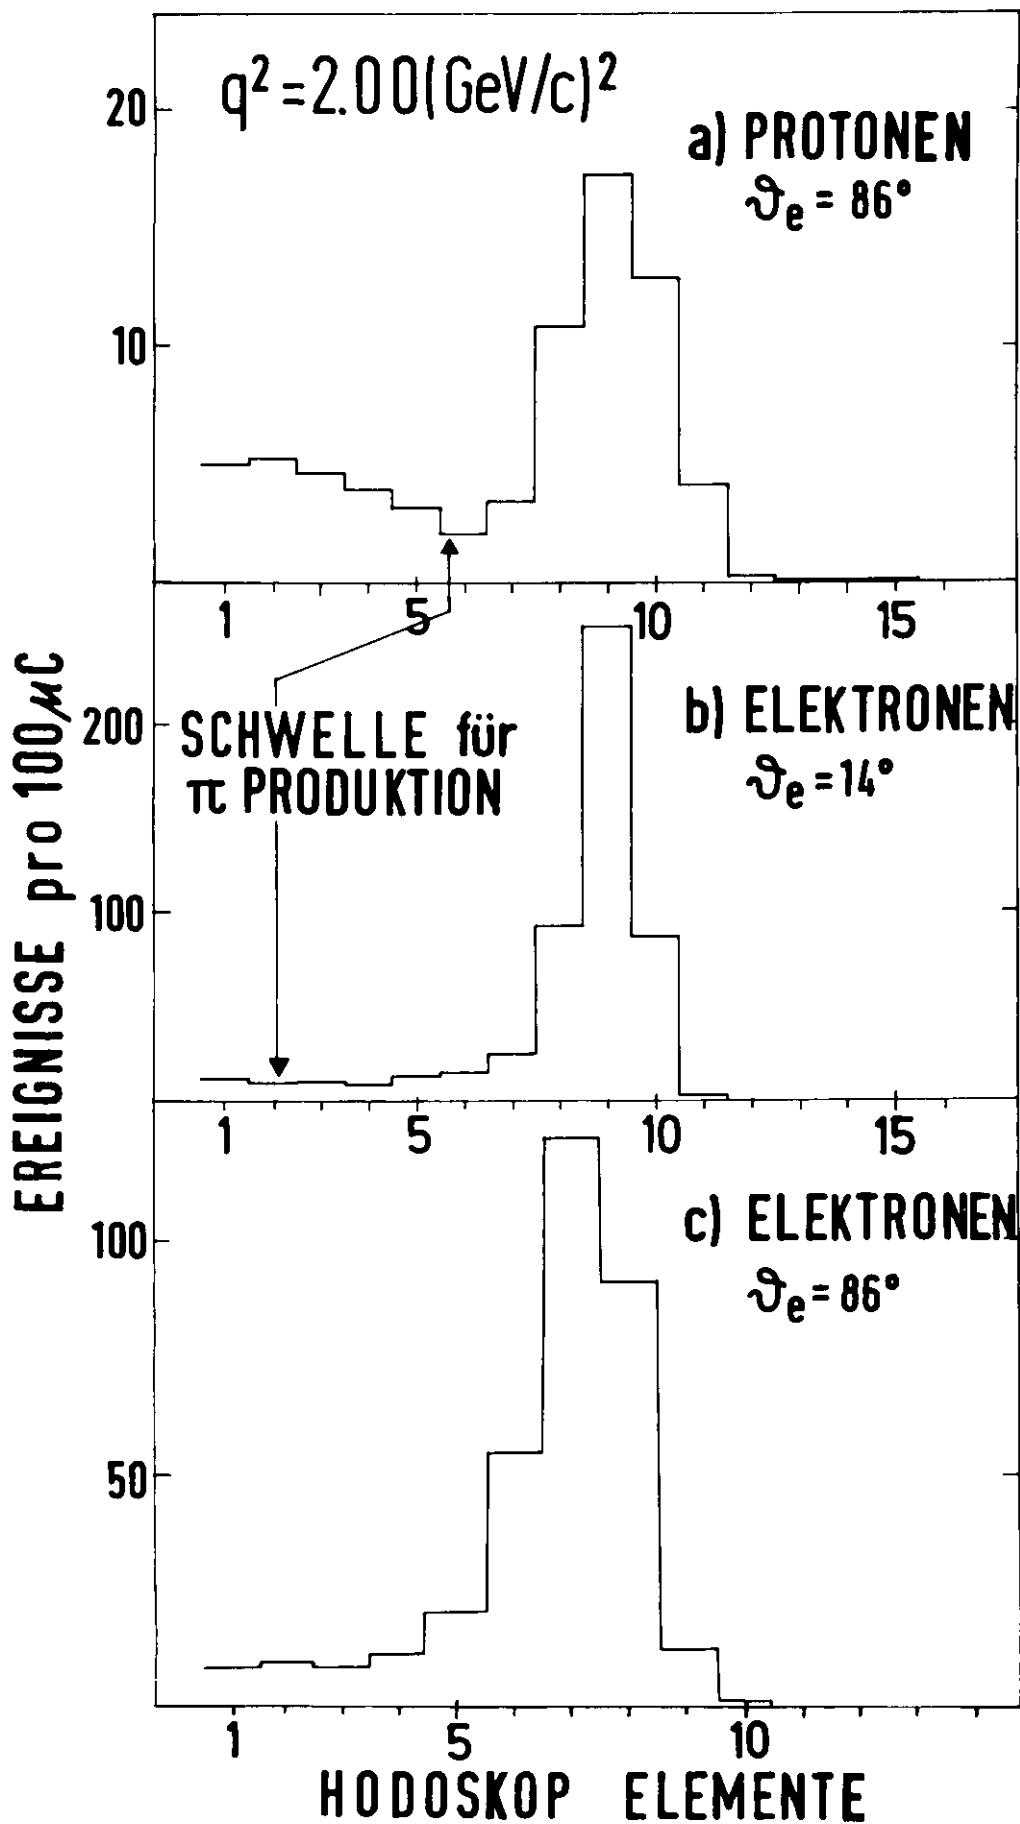 q² = 2.00 (GeV/c)²
20
a) PROTONEN
ϑe = 86°
10
1 5 10 15
200
SCHWELLE für
π PRODUKTION
b) ELEKTRONEN
ϑe = 14°
100
EREIGNISSE pro 100μC
1 5 10 15
c) ELEKTRONEN
ϑe = 86°
100
50
1 5 10
HODOSKOP ELEMENTE